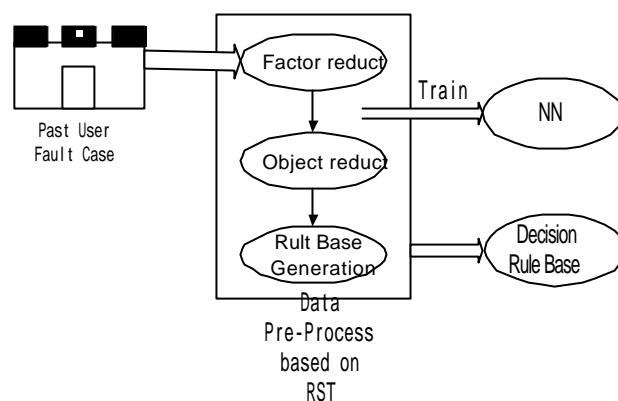 Past User
Fault Case
Factor reduct
Object reduct
Rult Base
Generation
Data
Pre-Process
based on
RST
Train
NN
Decision
Rule Base